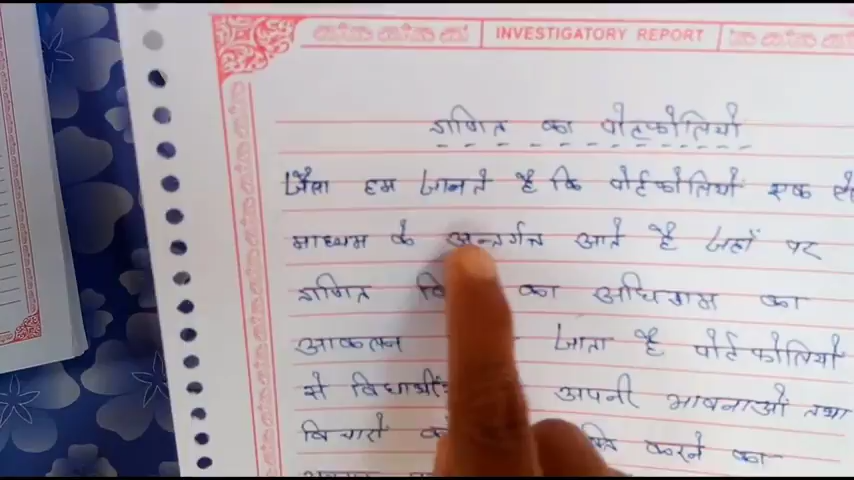 INVESTIGATORY REPORT
गणित का पोर्टफोलियो
जैसा हम जानते है कि पोर्टफोलियो एक
माध्यम के अन्तर्गत आते है जहाँ पर
गणित का अधिगम का
आकलन जाता है पोर्टफोलियो
से अपनी भावनाओं तथा
विचारो करने का